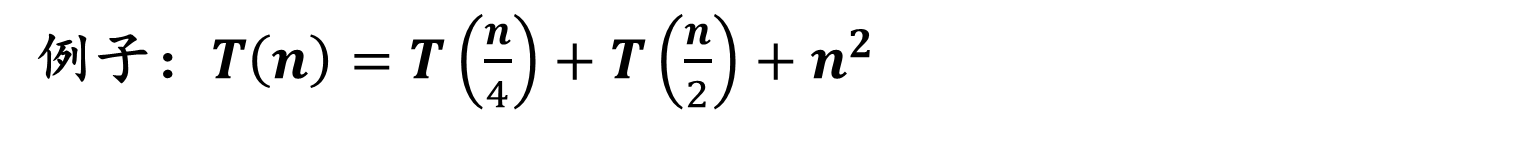 例子：T(n) = T(n/4) + T(n/2) + n²